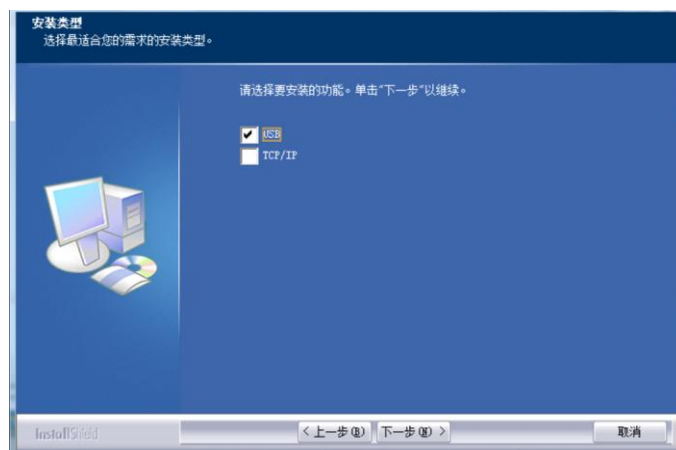 安装类型
选择最适合您的需求的安装类型。
请选择要安装的功能。单击“下一步”以继续。
USB
TCP/IP
InstallShield
< 上一步(B) 下一步(N) > 取消